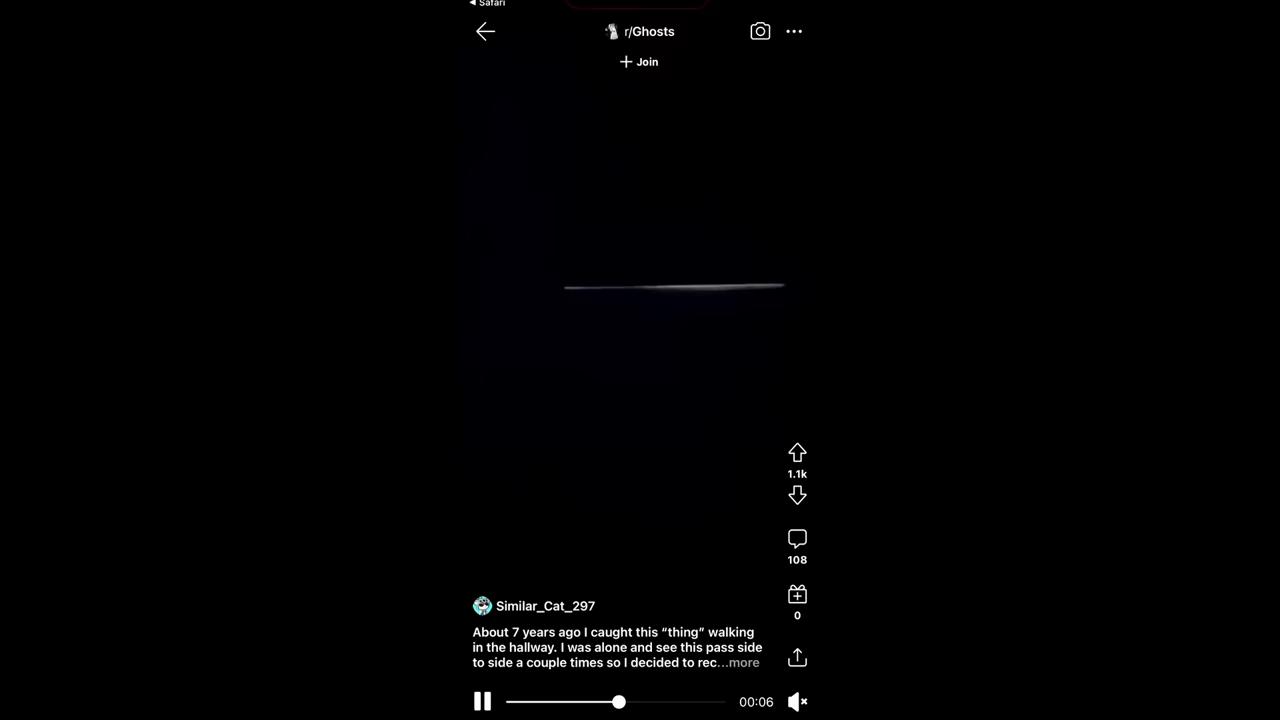 ◀ Safari
r/Ghosts
+ Join
1.1k
108
0
Similar_Cat_297
About 7 years ago I caught this “thing” walking
in the hallway. I was alone and see this pass side
to side a couple times so I decided to rec...more
00:06